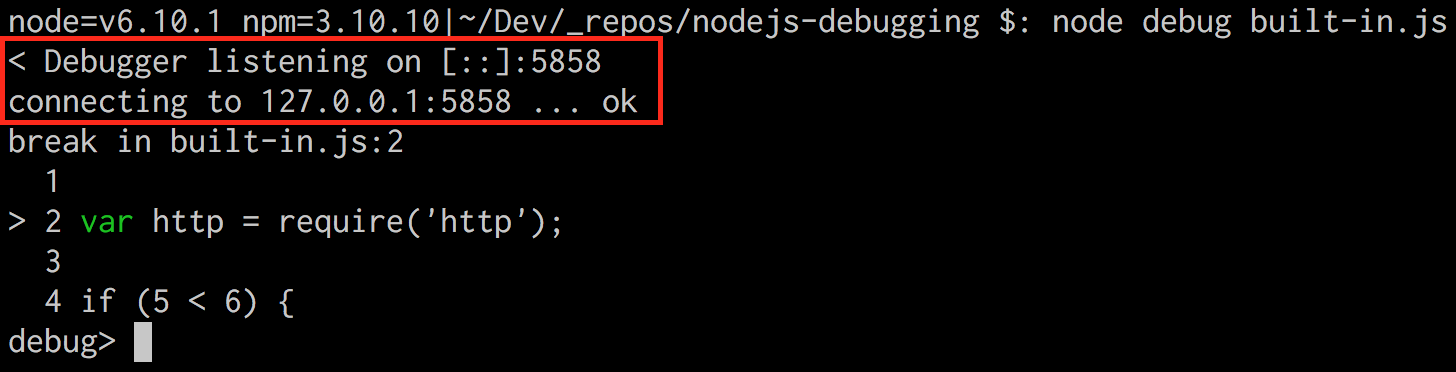 node=v6.10.1 npm=3.10.10|~/Dev/_repos/nodejs-debugging $: node debug built-in.js
< Debugger listening on [::]:5858
connecting to 127.0.0.1:5858 ... ok
break in built-in.js:2
  1
> 2 var http = require('http');
  3
  4 if (5 < 6) {
debug>